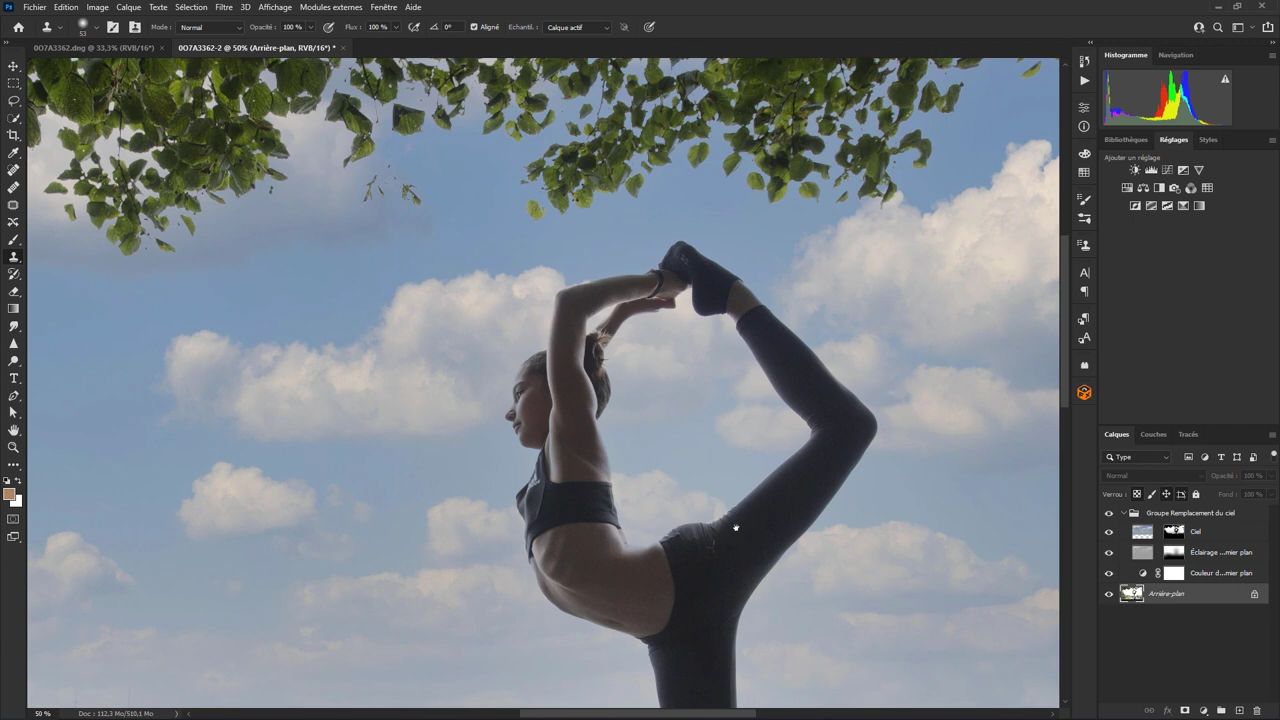 Ps Fichier Edition Image Calque Texte Sélection Filtre 3D Affichage Modules externes Fenêtre Aide
53 Mode : Normal Opacité : 100 % Flux : 100 % 0° Aligné Echantil. : Calque actif
0O7A3362.dng @ 33,3% (RVB/16*) × 0O7A3362-2 @ 50% (Arrière-plan, RVB/16*) * ×
Histogramme Navigation
Bibliothèques Réglages Styles
Ajouter un réglage
Calques Couches Tracés
Type
Normal Opacité : 100 %
Verrou : Fond : 100 %
Groupe Remplacement du ciel
Ciel
Éclairage ...mier plan
Couleur d...mier plan
Arrière-plan
50 % Doc : 112,3 Mo/510,1 Mo